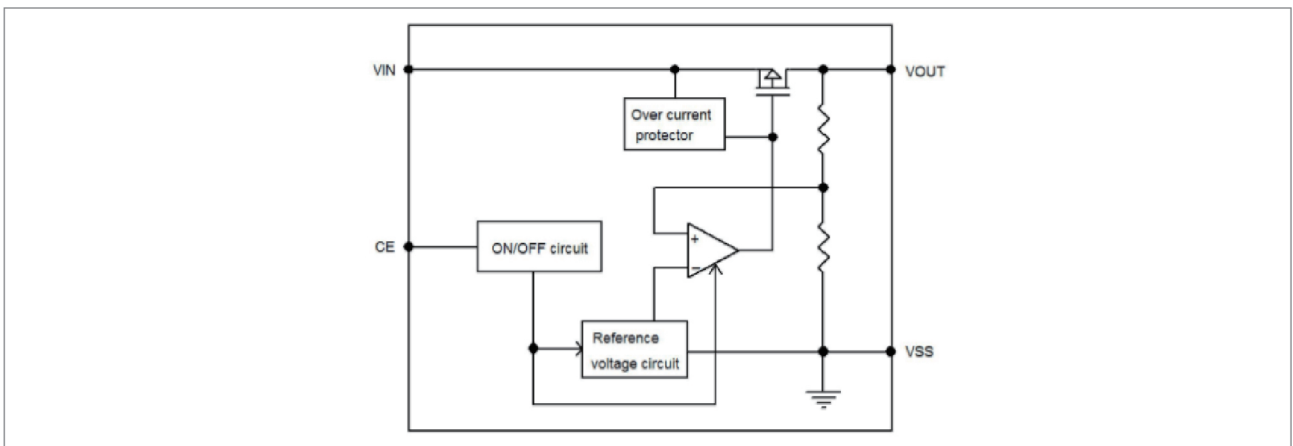 VIN
VOUT
Over current
protector
CE
ON/OFF circuit
+
−
Reference
voltage circuit
VSS